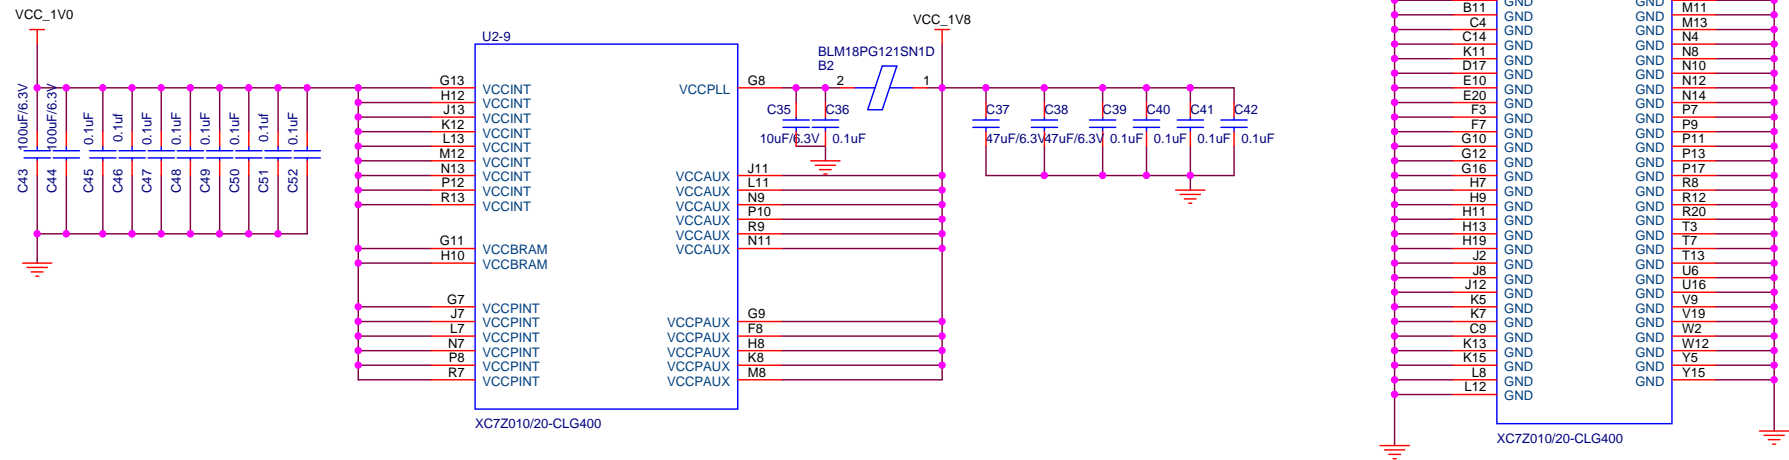 VCC_1V0
C43 100uF/6.3V
C44 100uF/6.3V
C45 0.1uF
C46 0.1uf
C47 0.1uF
C48 0.1uF
C49 0.1uF
C50 0.1uF
C51 0.1uf
C52 0.1uF
U2-9
G13 VCCINT
H12 VCCINT
J13 VCCINT
K12 VCCINT
L13 VCCINT
M12 VCCINT
N13 VCCINT
P12 VCCINT
R13 VCCINT
G11 VCCBRAM
H10 VCCBRAM
G7 VCCPINT
J7 VCCPINT
L7 VCCPINT
N7 VCCPINT
P8 VCCPINT
R7 VCCPINT
VCCPLL G8
VCCAUX J11
VCCAUX L11
VCCAUX N9
VCCAUX P10
VCCAUX R9
VCCAUX N11
VCCPAUX G9
VCCPAUX F8
VCCPAUX H8
VCCPAUX K8
VCCPAUX M8
XC7Z010/20-CLG400
VCC_1V8
BLM18PG121SN1D
B2
2 1
C35 C36
10uF/6.3V 0.1uF
C37 C38 C39 C40 C41 C42
47uF/6.3V 47uF/6.3V 0.1uF 0.1uF 0.1uF 0.1uF
GND GND
B11 GND GND M11
C4 GND GND M13
C14 GND GND N4
K11 GND GND N8
D17 GND GND N10
E10 GND GND N12
E20 GND GND N14
F3 GND GND P7
F7 GND GND P9
G10 GND GND P11
G12 GND GND P13
G16 GND GND P17
H7 GND GND R8
H9 GND GND R12
H11 GND GND R20
H13 GND GND T3
H19 GND GND T7
J2 GND GND T13
J8 GND GND U6
J12 GND GND U16
K5 GND GND V9
K7 GND GND V19
C9 GND GND W2
K13 GND GND W12
K15 GND GND Y5
L8 GND GND Y15
L12 GND
XC7Z010/20-CLG400